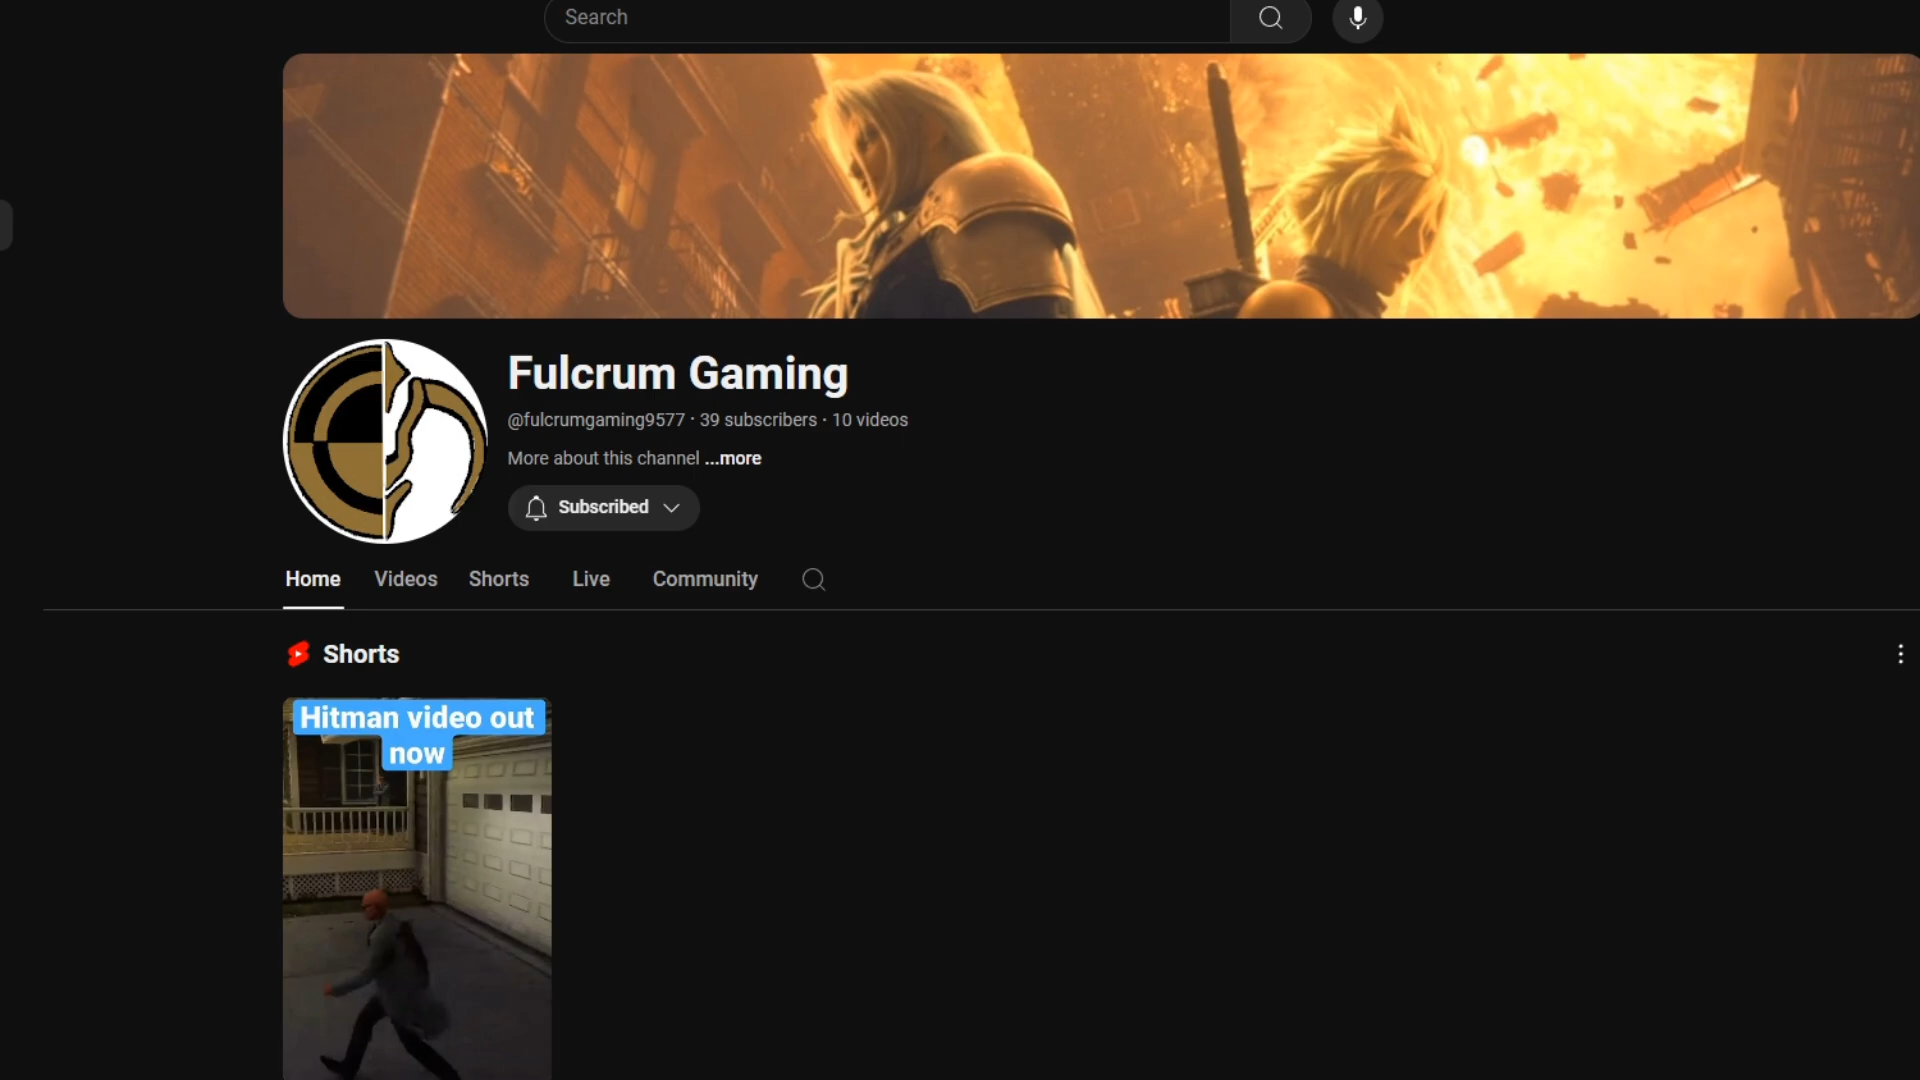 Search
Fulcrum Gaming
@fulcrumgaming9577 · 39 subscribers · 10 videos
More about this channel ...more
Subscribed
Home Videos Shorts Live Community
Shorts
Hitman video out
now